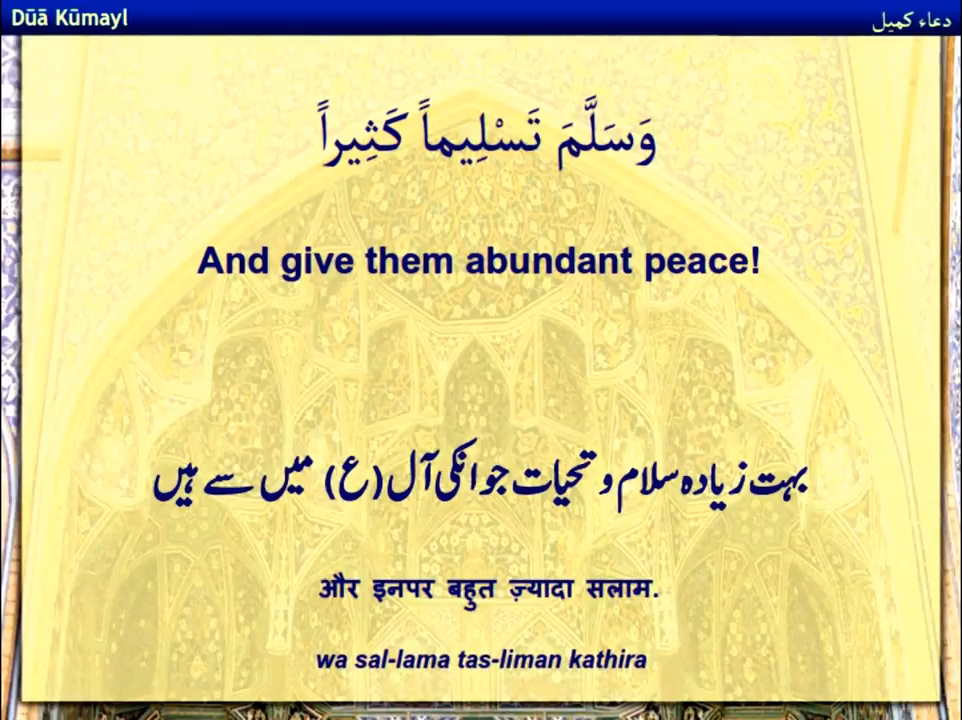 Dūā Kūmayl
دعاء كميل
وَسَلَّمَ تَسْلِيماً كَثِيراً
And give them abundant peace!
بہت زیادہ سلام و تحیات جو انکی آل (ع) میں سے ہیں
और इनपर बहुत ज़्यादा सलाम.
wa sal-lama tas-liman kathira